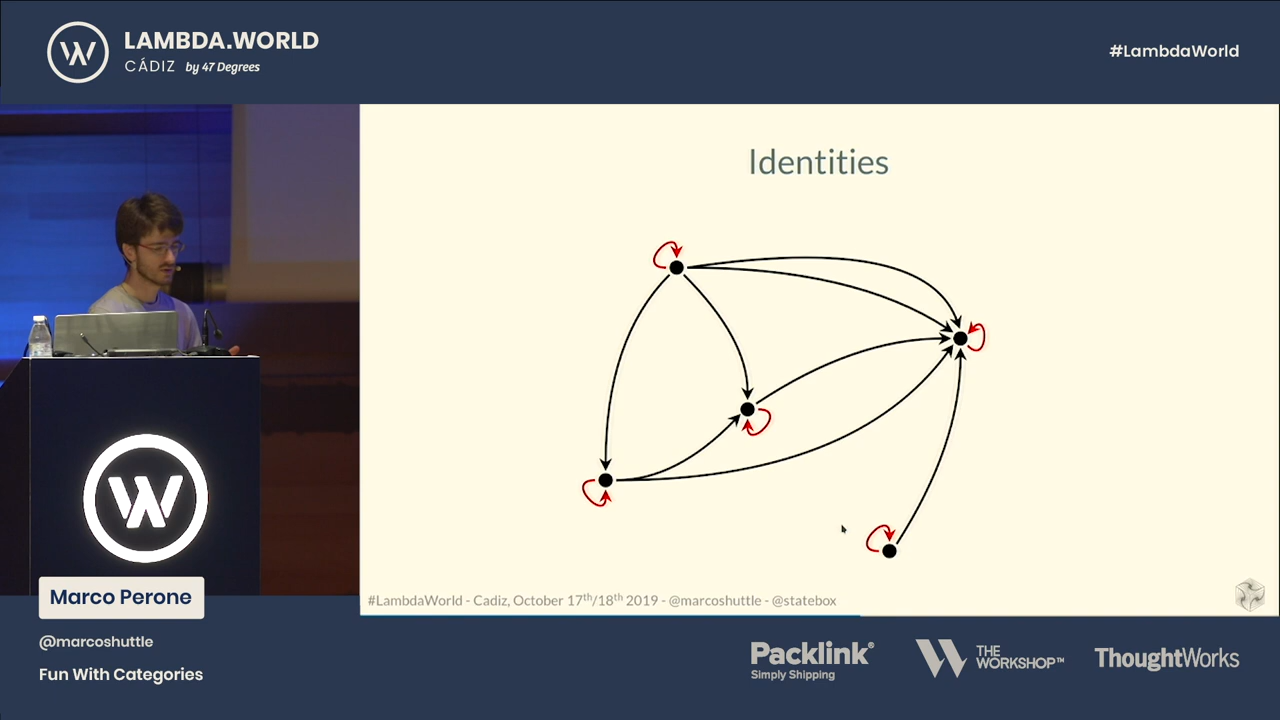 LAMBDA.WORLD
CÁDIZ by 47 Degrees
#LambdaWorld
Identities
#LambdaWorld - Cadiz, October 17th/18th 2019 - @marcoshuttle - @statebox
Marco Perone
@marcoshuttle
Fun With Categories
Packlink®
Simply Shipping
THE
WORKSHOP™
ThoughtWorks